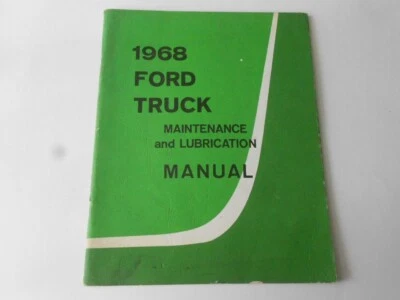 1968
FORD
TRUCK
MAINTENANCE
and LUBRICATION
MANUAL